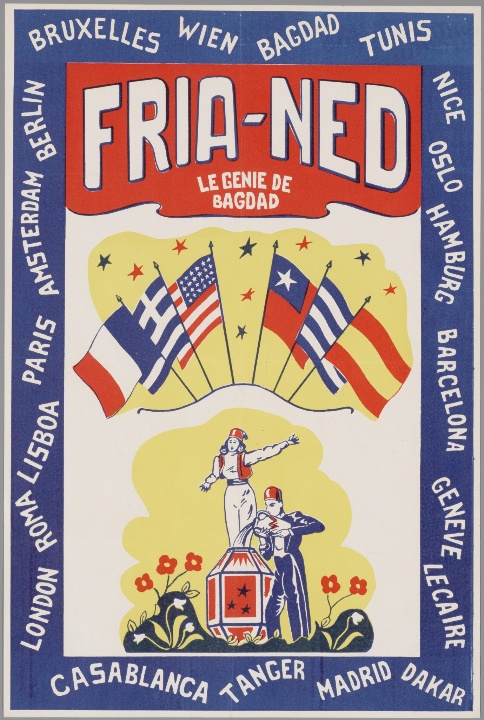 BRUXELLES WIEN BAGDAD TUNIS
NICE OSLO HAMBURG BARCELONA GENEVE LECAIRE
FRIA-NED
LE GENIE DE
BAGDAD
LONDON ROMA LISBOA PARIS AMSTERDAM BERLIN
CASABLANCA TANGER MADRID DAKAR